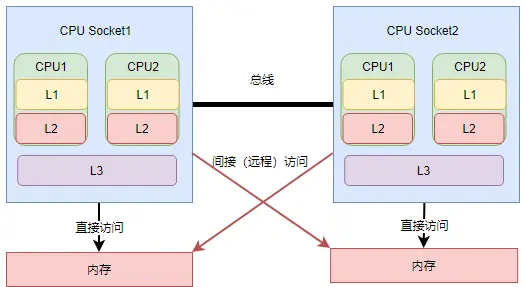 CPU Socket1
CPU1
CPU2
L1
L1
L2
L2
L3
总线
CPU Socket2
CPU1
CPU2
L1
L1
L2
L2
L3
间接（远程）访问
直接访问
直接访问
内存
内存